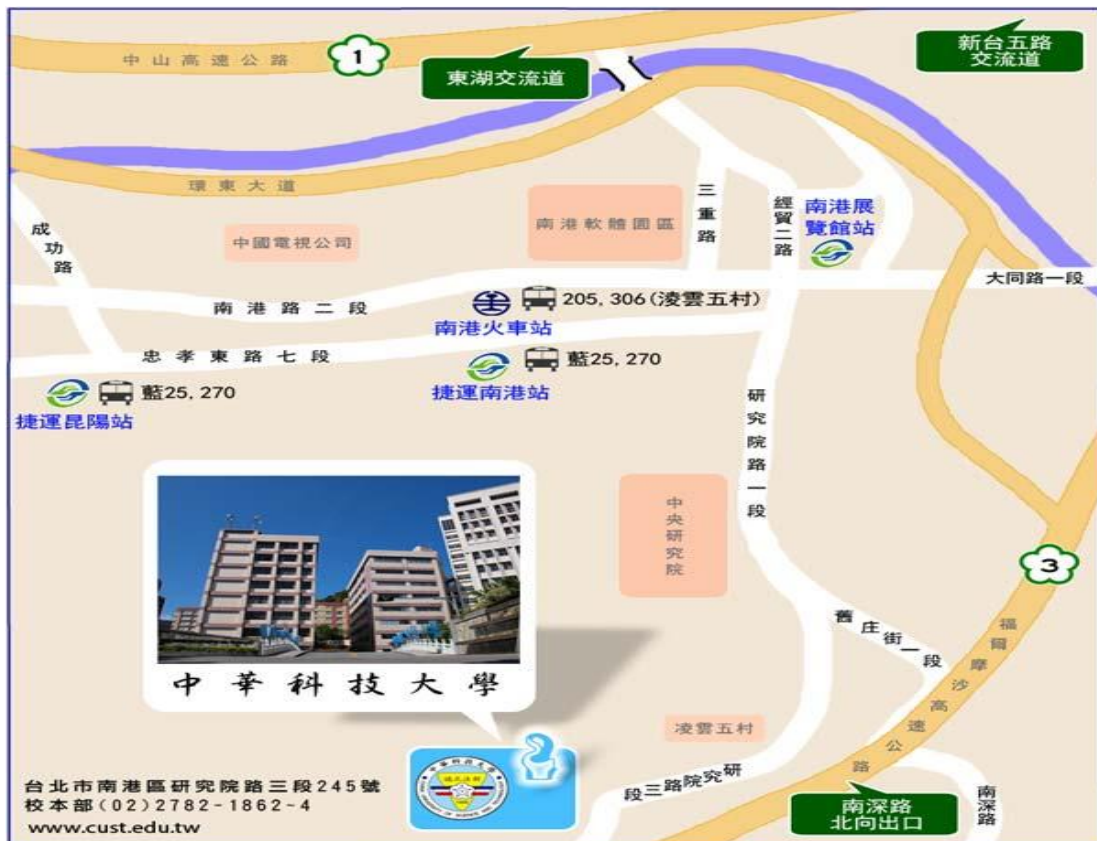 中山高速公路
1
東湖交流道
新台五路
交流道
環東大道
成功路
中國電視公司
南港軟體園區
三重路
經貿二路
南港展
覽館站
大同路一段
南港路二段
205, 306(淩雲五村)
南港火車站
忠孝東路七段
藍25, 270
捷運南港站
藍25, 270
捷運昆陽站
研究院路一段
中央研究院
3
舊庄街一段
福爾摩沙高速公路
中華科技大學
凌雲五村
研究院路三段
南深路
北向出口
南深路
台北市南港區研究院路三段245號
校本部(02)2782-1862~4
www.cust.edu.tw